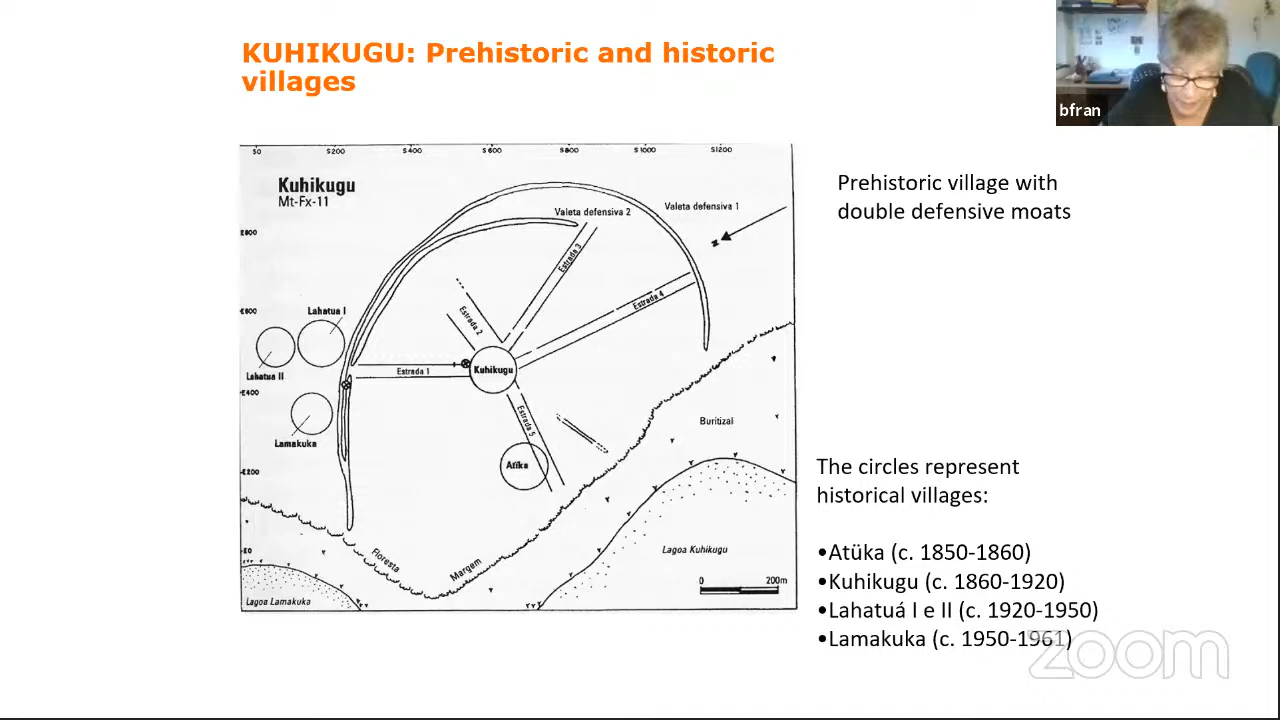 KUHIKUGU: Prehistoric and historic
villages
bfran
S0 S200 S400 S600 S800 S1000 S1200
Kuhikugu
Mt-Fx-11
Valeta defensiva 2
Valeta defensiva 1
Prehistoric village with
double defensive moats
N
E800
Estrada 3
Estrada 4
E600
Lahatua I
Estrada 2
Lahatua II
Estrada 1
Kuhikugu
E400
Lamakuka
Estrada 5
Buritizal
Atïka
E200
The circles represent
historical villages:
E0
Floresta
Margem
Lagoa Kuhikugu
0 200m
Lagoa Lamakuka
•Atüka (c. 1850-1860)
•Kuhikugu (c. 1860-1920)
•Lahatuá I e II (c. 1920-1950)
•Lamakuka (c. 1950-1961)
zoom